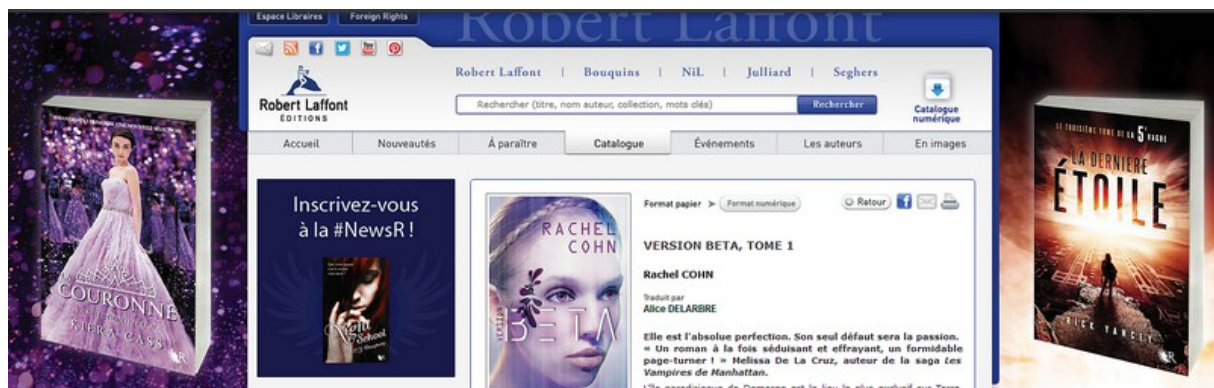 Espace Libraires
Foreign Rights
Robert Laffont
Robert Laffont | Bouquins | NiL | Julliard | Seghers
Robert Laffont
ÉDITIONS
Rechercher (titre, nom auteur, collection, mots clés)
Rechercher
Catalogue
numérique
Accueil
Nouveautés
À paraître
Catalogue
Événements
Les auteurs
En images
LA
COURONNE
KIERA CASS
Inscrivez-vous
à la #NewsR !
RACHEL
COHN
VERSION
BETA
Format papier > Format numérique
Retour
VERSION BETA, TOME 1
Rachel COHN
Traduit par
Alice DELARBRE
Elle est l'absolue perfection. Son seul défaut sera la passion.
« Un roman à la fois séduisant et effrayant, un formidable
page-turner ! » Melissa De La Cruz, auteur de la saga Les
Vampires de Manhattan.
LE TROISIÈME TOME DE LA 5e VAGUE
LA DERNIÈRE
ÉTOILE
RICK YANCEY